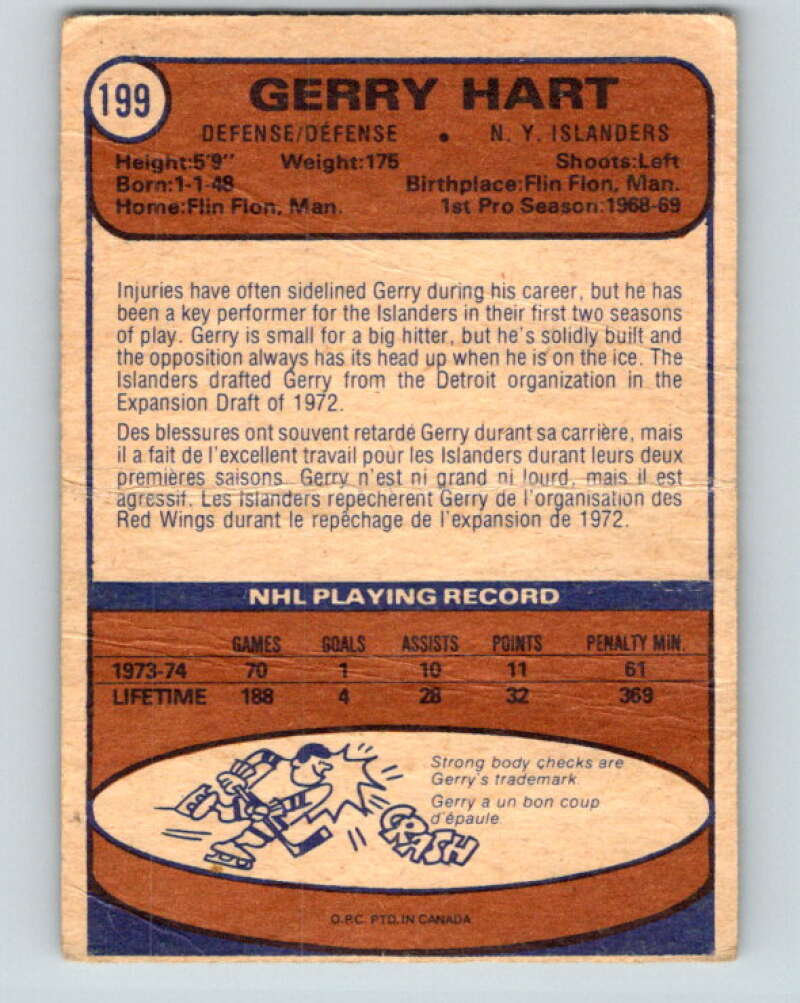 199
GERRY HART
DEFENSE/DÉFENSE • N. Y. ISLANDERS
Height:5'9" Weight:175 Shoots:Left
Born:1-1-48 Birthplace:Flin Flon, Man.
Home:Flin Flon, Man. 1st Pro Season:1968-69
Injuries have often sidelined Gerry during his career, but he has
been a key performer for the Islanders in their first two seasons
of play. Gerry is small for a big hitter, but he's solidly built and
the opposition always has its head up when he is on the ice. The
Islanders drafted Gerry from the Detroit organization in the
Expansion Draft of 1972.
Des blessures ont souvent retardé Gerry durant sa carrière, mais
il a fait de l'excellent travail pour les Islanders durant leurs deux
premières saisons. Gerry n'est ni grand ni lourd, mais il est
agressif. Les Islanders repêchèrent Gerry de l'organisation des
Red Wings durant le repêchage de l'expansion de 1972.
NHL PLAYING RECORD
GAMES GOALS ASSISTS POINTS PENALTY MIN.
1973-74 70 1 10 11 61
LIFETIME 188 4 28 32 369
Strong body checks are
Gerry's trademark
Gerry a un bon coup
d'épaule.
CRASH
O.P.C. PTD. IN CANADA